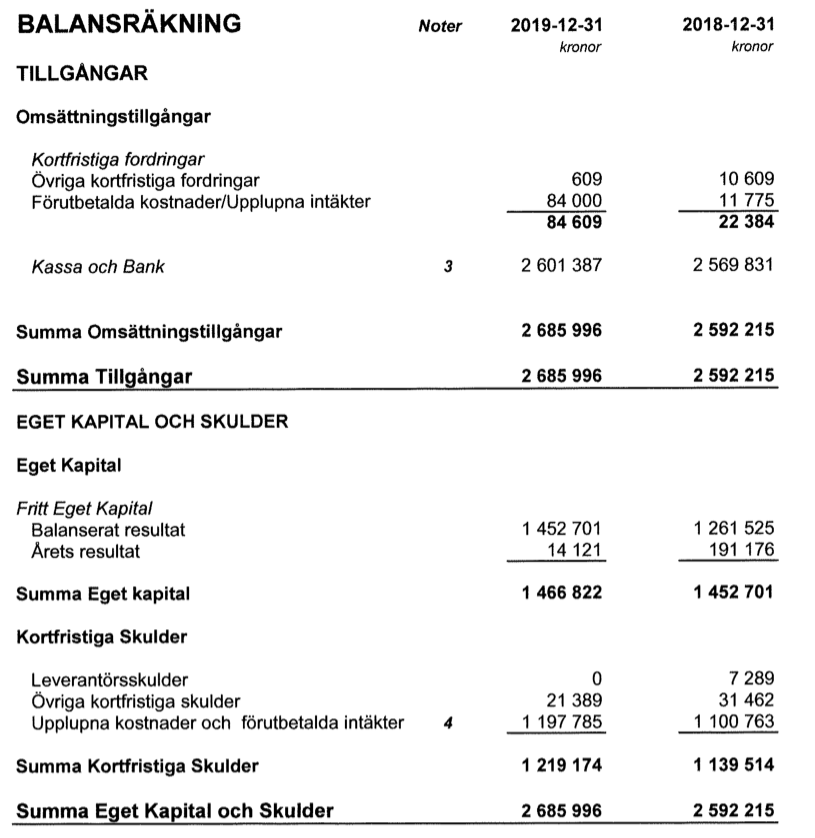 BALANSRÄKNING Noter 2019-12-31 2018-12-31
kronor kronor
TILLGÅNGAR
Omsättningstillgångar
Kortfristiga fordringar
Övriga kortfristiga fordringar 609 10 609
Förutbetalda kostnader/Upplupna intäkter 84 000 11 775
84 609 22 384
Kassa och Bank 3 2 601 387 2 569 831
Summa Omsättningstillgångar 2 685 996 2 592 215
Summa Tillgångar 2 685 996 2 592 215
EGET KAPITAL OCH SKULDER
Eget Kapital
Fritt Eget Kapital
Balanserat resultat 1 452 701 1 261 525
Årets resultat 14 121 191 176
Summa Eget kapital 1 466 822 1 452 701
Kortfristiga Skulder
Leverantörsskulder 0 7 289
Övriga kortfristiga skulder 21 389 31 462
Upplupna kostnader och förutbetalda intäkter 4 1 197 785 1 100 763
Summa Kortfristiga Skulder 1 219 174 1 139 514
Summa Eget Kapital och Skulder 2 685 996 2 592 215